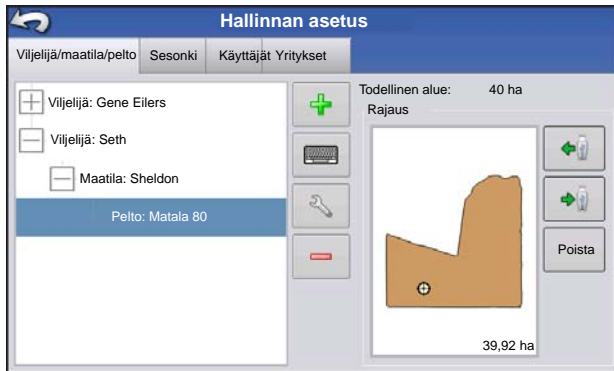 Hallinnan asetus
Viljelijä/maatila/pelto Sesonki Käyttäjät Yritykset
Viljelijä: Gene Eilers
Viljelijä: Seth
Maatila: Sheldon
Pelto: Matala 80
Todellinen alue: 40 ha
Rajaus
Poista
39,92 ha